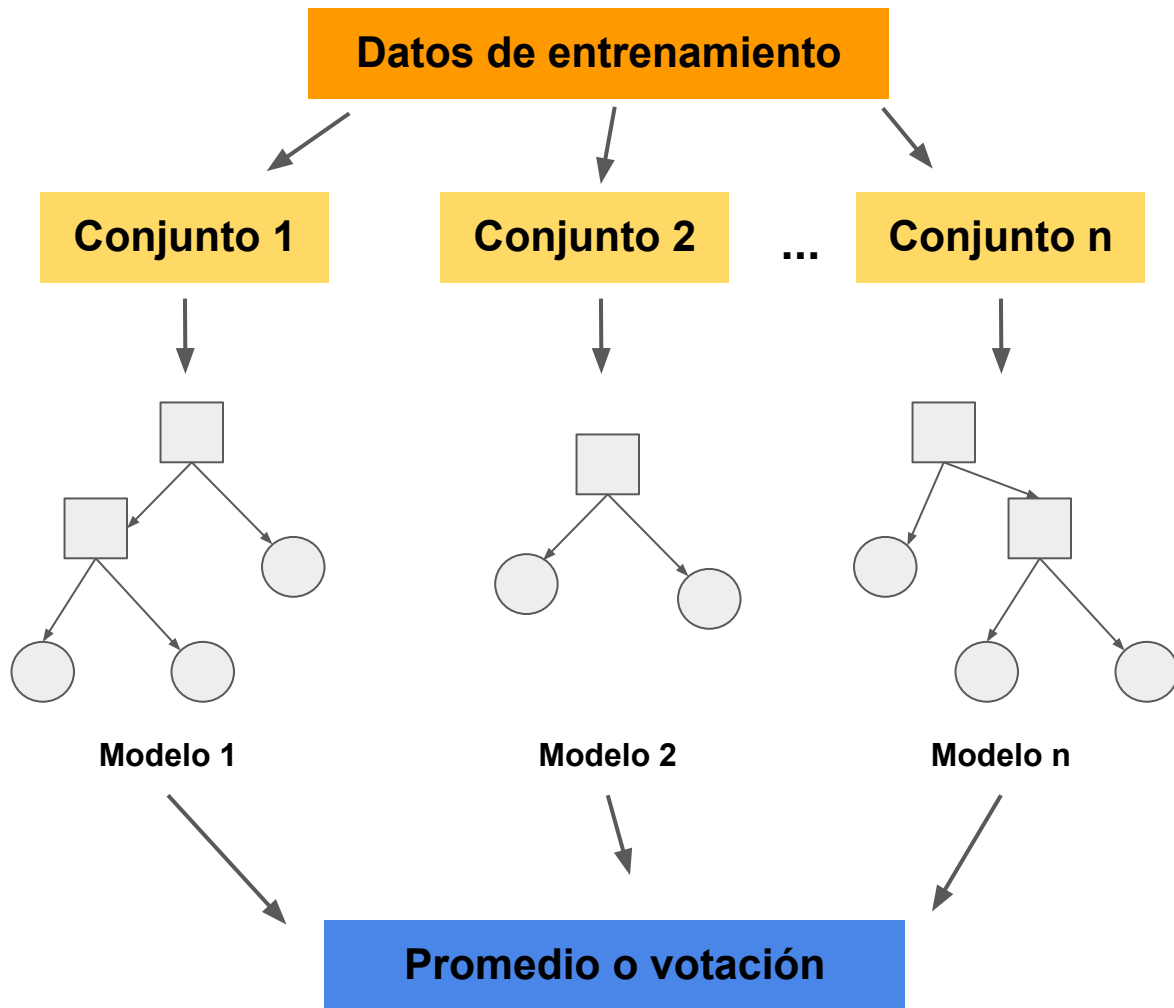 Datos de entrenamiento
Conjunto 1
Conjunto 2
...
Conjunto n
Modelo 1
Modelo 2
Modelo n
Promedio o votación